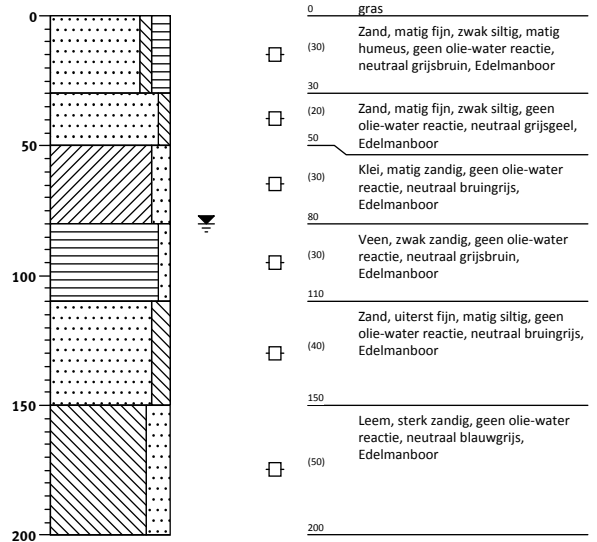 0
50
100
150
200
0
gras
(30)
Zand, matig fijn, zwak siltig, matig
humeus, geen olie-water reactie,
neutraal grijsbruin, Edelmanboor
30
(20)
Zand, matig fijn, zwak siltig, geen
olie-water reactie, neutraal grijsgeel,
Edelmanboor
50
(30)
Klei, matig zandig, geen olie-water
reactie, neutraal bruingrijs,
Edelmanboor
80
(30)
Veen, zwak zandig, geen olie-water
reactie, neutraal grijsbruin,
Edelmanboor
110
(40)
Zand, uiterst fijn, matig siltig, geen
olie-water reactie, neutraal bruingrijs,
Edelmanboor
150
(50)
Leem, sterk zandig, geen olie-water
reactie, neutraal blauwgrijs,
Edelmanboor
200